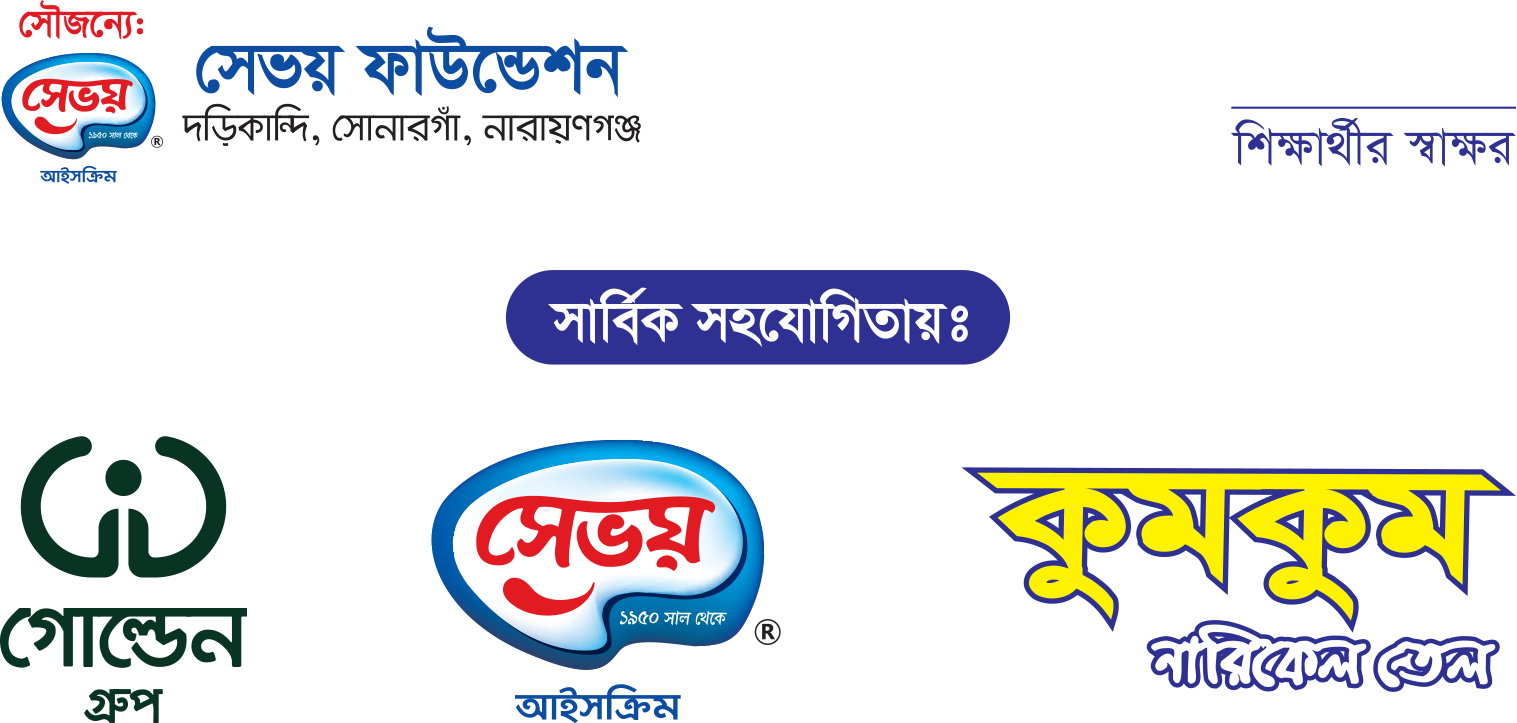 সৌজন্যে:
সেভয়
১৯৫০ সাল থেকে
®
আইসক্রিম
সেভয় ফাউন্ডেশন
দড়িকান্দি, সোনারগাঁ, নারায়ণগঞ্জ
শিক্ষার্থীর স্বাক্ষর
সার্বিক সহযোগিতায়ঃ
গোল্ডেন
গ্রুপ
সেভয়
১৯৫০ সাল থেকে
®
আইসক্রিম
কুমকুম
নারিকেল তেল